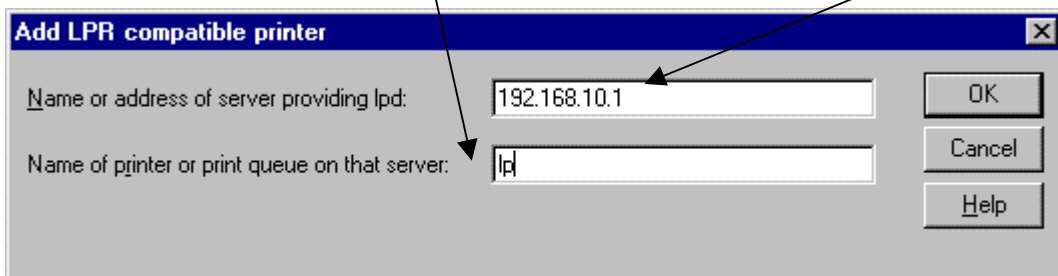 Add LPR compatible printer
Name or address of server providing lpd: 192.168.10.1 OK
Name of printer or print queue on that server: lp Cancel
Help